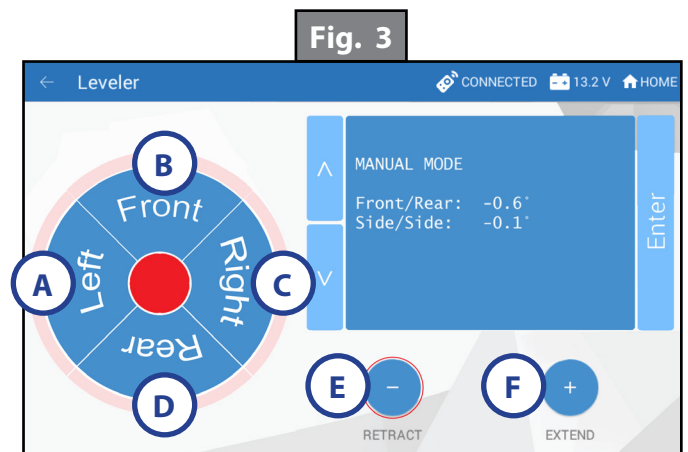 Fig. 3
← Leveler CONNECTED 13.2 V HOME
B
Front
A
Left
Right
C
Rear
D
^
MANUAL MODE
Front/Rear: -0.6°
Side/Side: -0.1°
Enter
v
E
−
F
+
RETRACT
EXTEND